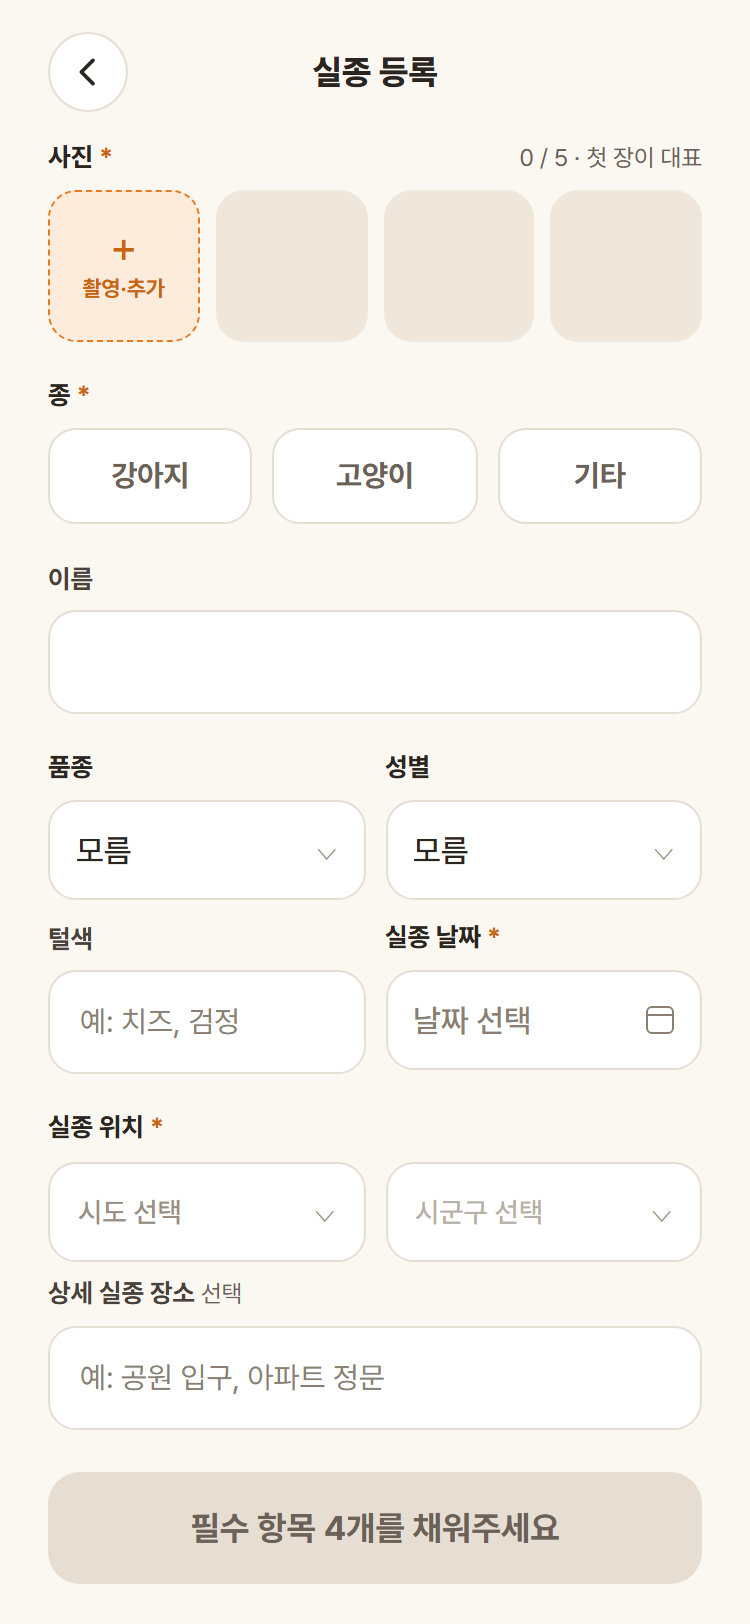 실종 등록
사진 *
0 / 5 · 첫 장이 대표
+
촬영·추가
종 *
강아지
고양이
기타
이름
품종
성별
모름
모름
털색
실종 날짜 *
예: 치즈, 검정
날짜 선택
실종 위치 *
시도 선택
시군구 선택
상세 실종 장소 선택
예: 공원 입구, 아파트 정문
필수 항목 4개를 채워주세요